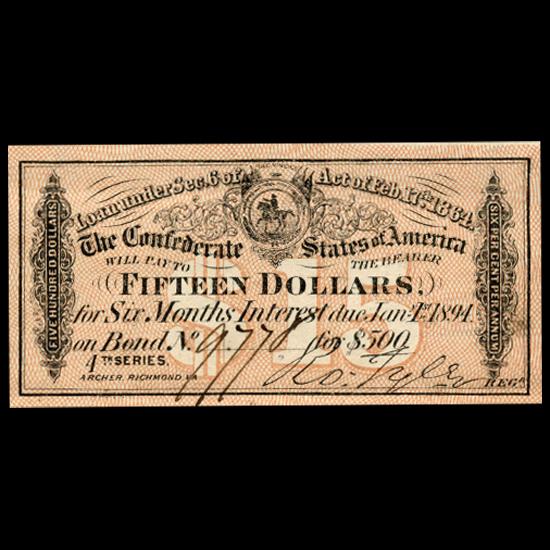 Loan under Sec. 6 of Act of Feb. 17th 1864.
The Confederate States of America
WILL PAY TO THE BEARER
$15
FIFTEEN DOLLARS.
for Six Months Interest due Jan. 1st 1894
on Bond No 9778 for $500
4TH SERIES.
Ro. Tyler REGR.
ARCHER, RICHMOND VA
FIVE HUNDRED DOLLARS
SIX PER CENT PER ANNUM